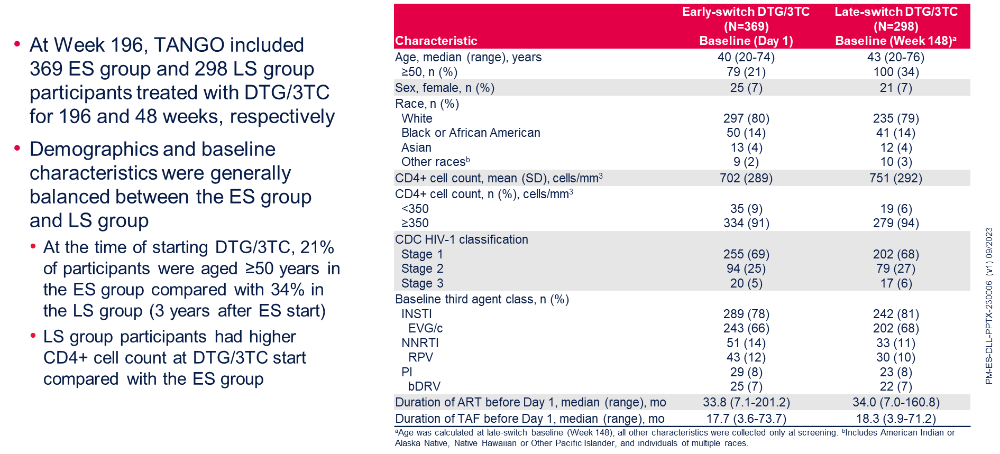 • At Week 196, TANGO included
369 ES group and 298 LS group
participants treated with DTG/3TC
for 196 and 48 weeks, respectively
• Demographics and baseline
characteristics were generally
balanced between the ES group
and LS group
• At the time of starting DTG/3TC, 21%
of participants were aged ≥50 years in
the ES group compared with 34% in
the LS group (3 years after ES start)
• LS group participants had higher
CD4+ cell count at DTG/3TC start
compared with the ES group
Early-switch DTG/3TC Late-switch DTG/3TC
(N=369) (N=298)
Characteristic Baseline (Day 1) Baseline (Week 148)ᵃ
Age, median (range), years 40 (20-74) 43 (20-76)
≥50, n (%) 79 (21) 100 (34)
Sex, female, n (%) 25 (7) 21 (7)
Race, n (%)
White 297 (80) 235 (79)
Black or African American 50 (14) 41 (14)
Asian 13 (4) 12 (4)
Other racesᵇ 9 (2) 10 (3)
CD4+ cell count, mean (SD), cells/mm³ 702 (289) 751 (292)
CD4+ cell count, n (%), cells/mm³
<350 35 (9) 19 (6)
≥350 334 (91) 279 (94)
CDC HIV-1 classification
Stage 1 255 (69) 202 (68)
Stage 2 94 (25) 79 (27)
Stage 3 20 (5) 17 (6)
Baseline third agent class, n (%)
INSTI 289 (78) 242 (81)
EVG/c 243 (66) 202 (68)
NNRTI 51 (14) 33 (11)
RPV 43 (12) 30 (10)
PI 29 (8) 23 (8)
bDRV 25 (7) 22 (7)
Duration of ART before Day 1, median (range), mo 33.8 (7.1-201.2) 34.0 (7.0-160.8)
Duration of TAF before Day 1, median (range), mo 17.7 (3.6-73.7) 18.3 (3.9-71.2)
ᵃAge was calculated at late-switch baseline (Week 148); all other characteristics were collected only at screening. ᵇIncludes American Indian or
Alaska Native, Native Hawaiian or Other Pacific Islander, and individuals of multiple races.
PM-ES-DLL-PPTX-230006 (v1) 09/2023